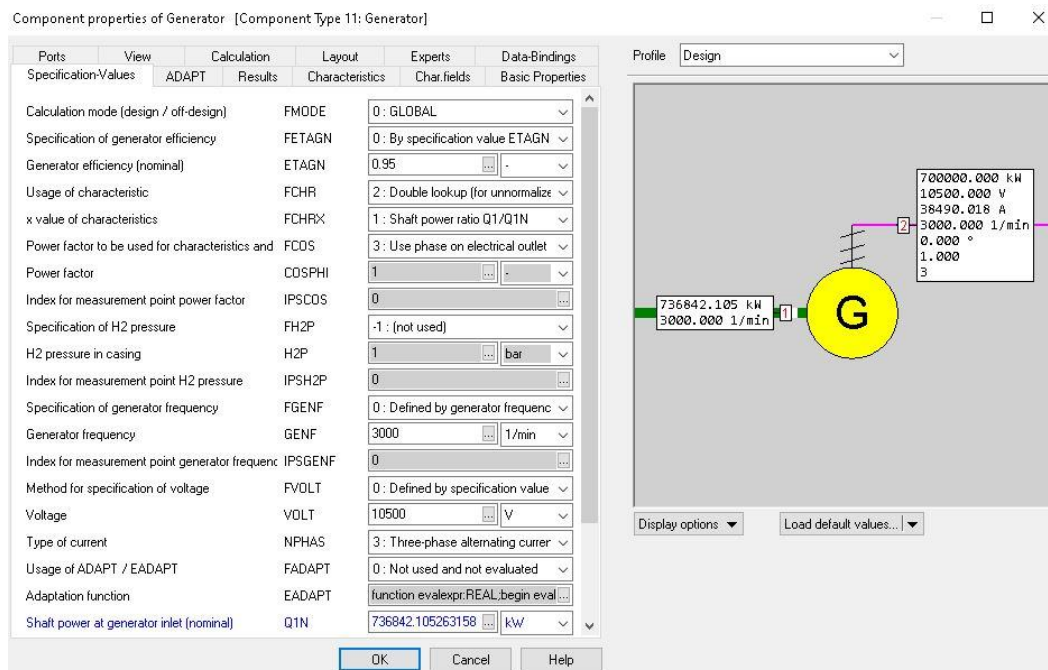 Component properties of Generator [Component Type 11: Generator]
Ports View Calculation Layout Experts Data-Bindings
Specification-Values ADAPT Results Characteristics Char.fields Basic Properties
Calculation mode (design / off-design) FMODE 0 : GLOBAL
Specification of generator efficiency FETAGN 0 : By specification value ETAGN
Generator efficiency (nominal) ETAGN 0.95 ... -
Usage of characteristic FCHR 2 : Double lookup (for unnormalize
x value of characteristics FCHRX 1 : Shaft power ratio Q1/Q1N
Power factor to be used for characteristics and FCOS 3 : Use phase on electrical outlet
Power factor COSPHI 1 ... -
Index for measurement point power factor IPSCOS 0 ...
Specification of H2 pressure FH2P -1 : (not used)
H2 pressure in casing H2P 1 ... bar
Index for measurement point H2 pressure IPSH2P 0 ...
Specification of generator frequency FGENF 0 : Defined by generator frequenc
Generator frequency GENF 3000 ... 1/min
Index for measurement point generator frequenc IPSGENF 0 ...
Method for specification of voltage FVOLT 0 : Defined by specification value
Voltage VOLT 10500 ... V
Type of current NPHAS 3 : Three-phase alternating currer
Usage of ADAPT / EADAPT FADAPT 0 : Not used and not evaluated
Adaptation function EADAPT function evalexpr:REAL;begin eval ...
Shaft power at generator inlet (nominal) Q1N 736842.105263158 ... kW
OK Cancel Help
Profile Design
700000.000 kW
10500.000 V
38490.018 A
3000.000 1/min
0.000 °
1.000
3
2
736842.105 kW
3000.000 1/min
1
G
Display options Load default values...